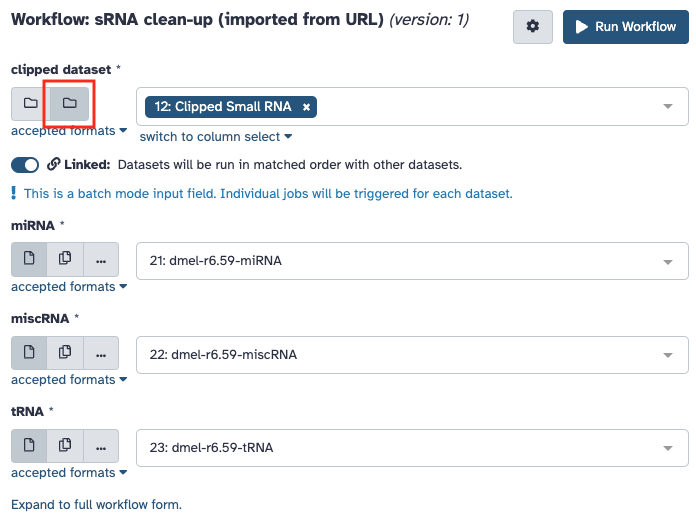 Workflow: sRNA clean-up (imported from URL) (version: 1)
Run Workflow
clipped dataset *
12: Clipped Small RNA ×
accepted formats
switch to column select
Linked: Datasets will be run in matched order with other datasets.
! This is a batch mode input field. Individual jobs will be triggered for each dataset.
miRNA *
...
21: dmel-r6.59-miRNA
accepted formats
miscRNA *
...
22: dmel-r6.59-miscRNA
accepted formats
tRNA *
...
23: dmel-r6.59-tRNA
accepted formats
Expand to full workflow form.